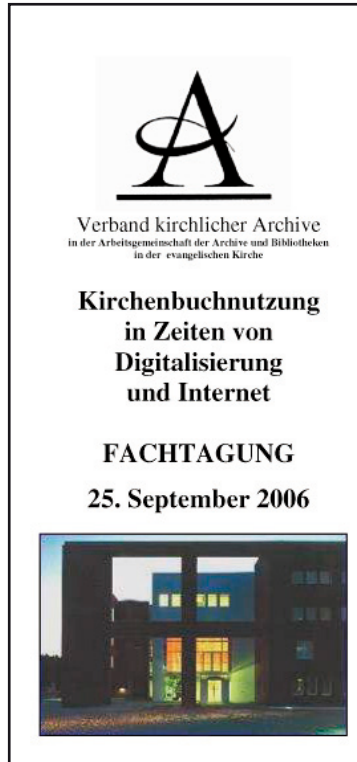 A
Verband kirchlicher Archive
in der Arbeitsgemeinschaft der Archive und Bibliotheken
in der evangelischen Kirche
Kirchenbuchnutzung
in Zeiten von
Digitalisierung
und Internet
FACHTAGUNG
25. September 2006